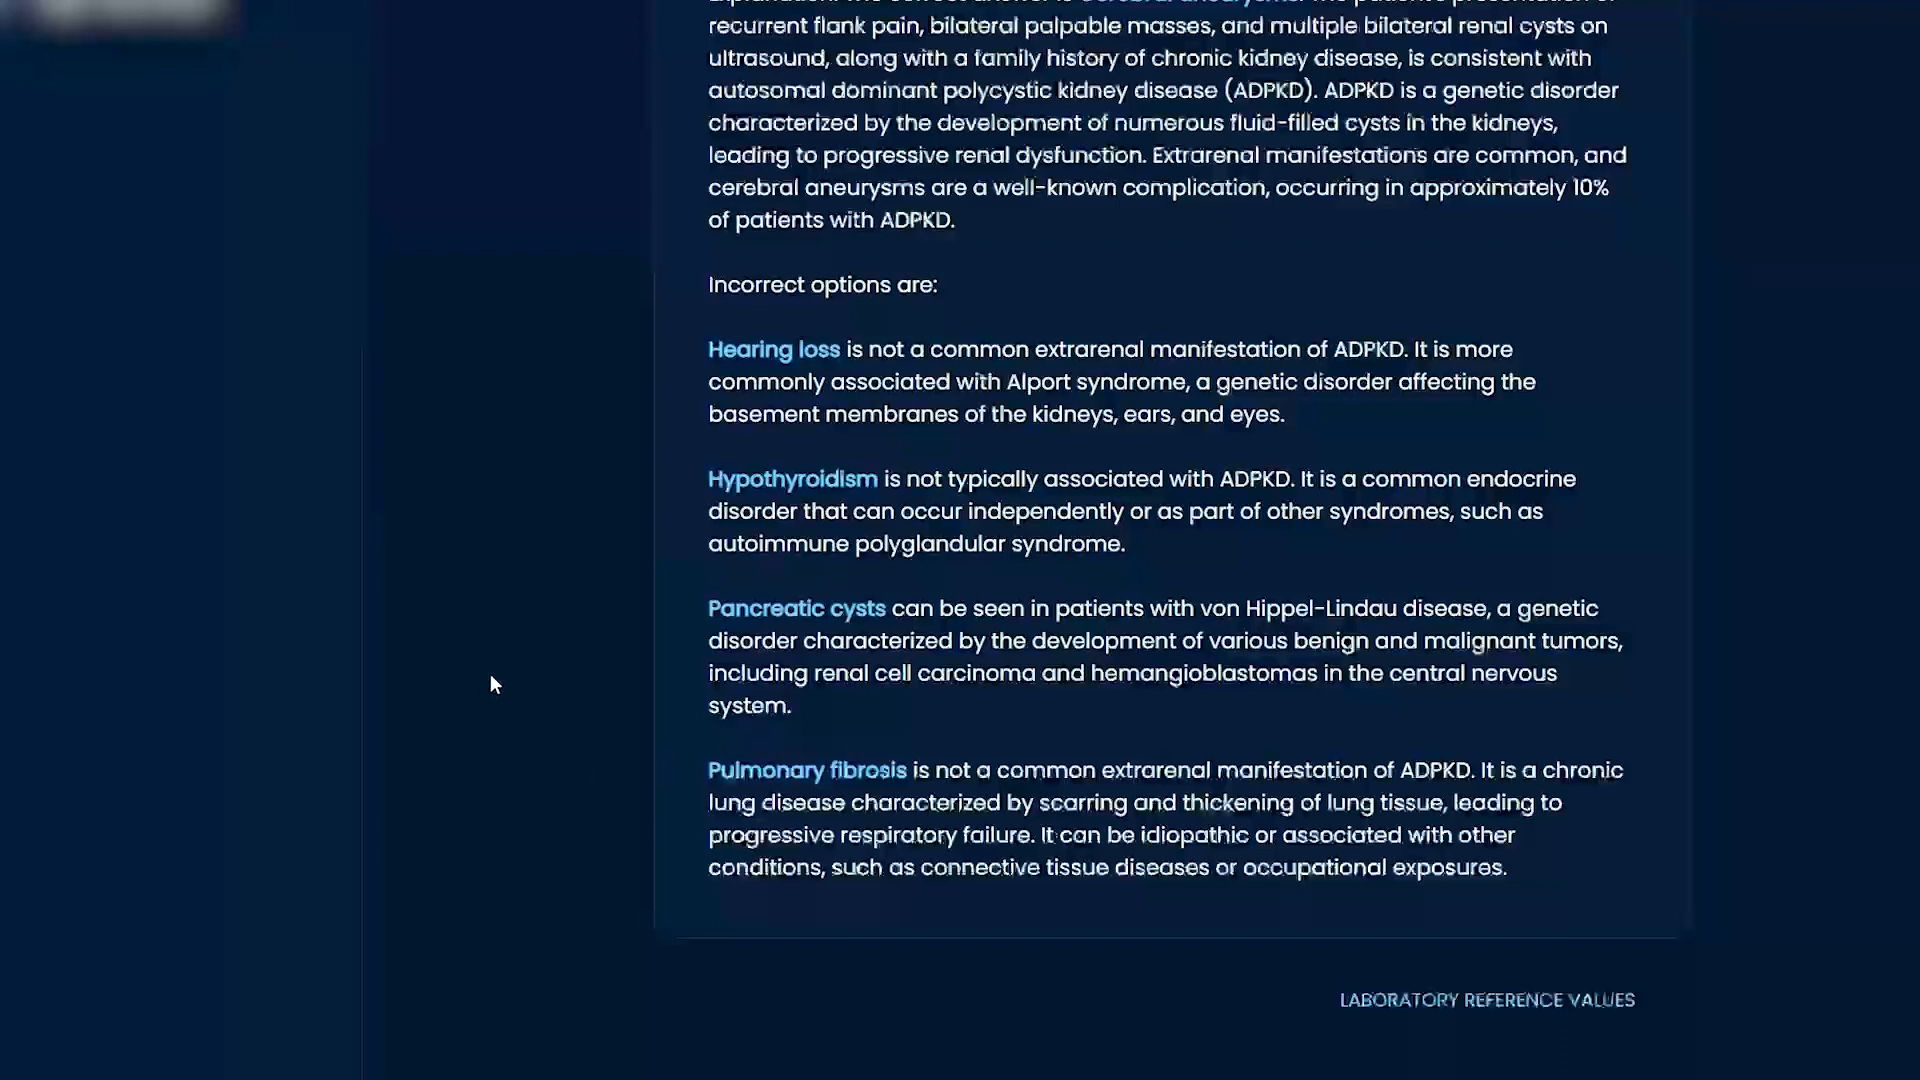 Explanation: The correct answer is Cerebral aneurysms. The patient's presentation of
recurrent flank pain, bilateral palpable masses, and multiple bilateral renal cysts on
ultrasound, along with a family history of chronic kidney disease, is consistent with
autosomal dominant polycystic kidney disease (ADPKD). ADPKD is a genetic disorder
characterized by the development of numerous fluid-filled cysts in the kidneys,
leading to progressive renal dysfunction. Extrarenal manifestations are common, and
cerebral aneurysms are a well-known complication, occurring in approximately 10%
of patients with ADPKD.
Incorrect options are:
Hearing loss is not a common extrarenal manifestation of ADPKD. It is more
commonly associated with Alport syndrome, a genetic disorder affecting the
basement membranes of the kidneys, ears, and eyes.
Hypothyroidism is not typically associated with ADPKD. It is a common endocrine
disorder that can occur independently or as part of other syndromes, such as
autoimmune polyglandular syndrome.
Pancreatic cysts can be seen in patients with von Hippel-Lindau disease, a genetic
disorder characterized by the development of various benign and malignant tumors,
including renal cell carcinoma and hemangioblastomas in the central nervous
system.
Pulmonary fibrosis is not a common extrarenal manifestation of ADPKD. It is a chronic
lung disease characterized by scarring and thickening of lung tissue, leading to
progressive respiratory failure. It can be idiopathic or associated with other
conditions, such as connective tissue diseases or occupational exposures.
LABORATORY REFERENCE VALUES